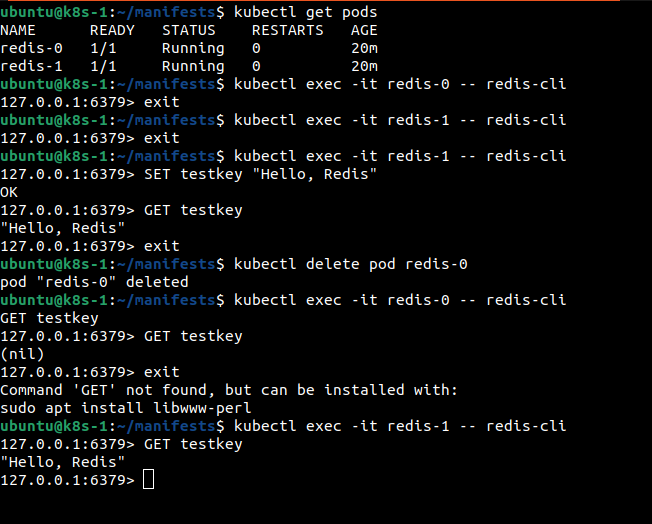 ubuntu@k8s-1:~/manifests$ kubectl get pods
NAME      READY   STATUS    RESTARTS   AGE
redis-0   1/1     Running   0          20m
redis-1   1/1     Running   0          20m
ubuntu@k8s-1:~/manifests$ kubectl exec -it redis-0 -- redis-cli
127.0.0.1:6379> exit
ubuntu@k8s-1:~/manifests$ kubectl exec -it redis-1 -- redis-cli
127.0.0.1:6379> exit
ubuntu@k8s-1:~/manifests$ kubectl exec -it redis-1 -- redis-cli
127.0.0.1:6379> SET testkey "Hello, Redis"
OK
127.0.0.1:6379> GET testkey
"Hello, Redis"
127.0.0.1:6379> exit
ubuntu@k8s-1:~/manifests$ kubectl delete pod redis-0
pod "redis-0" deleted
ubuntu@k8s-1:~/manifests$ kubectl exec -it redis-0 -- redis-cli
GET testkey
127.0.0.1:6379> GET testkey
(nil)
127.0.0.1:6379> exit
Command 'GET' not found, but can be installed with:
sudo apt install libwww-perl
ubuntu@k8s-1:~/manifests$ kubectl exec -it redis-1 -- redis-cli
127.0.0.1:6379> GET testkey
"Hello, Redis"
127.0.0.1:6379>